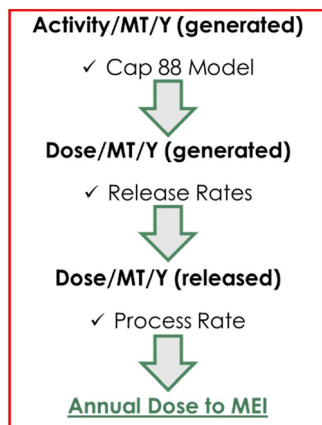 Activity/MT/Y (generated)
✓ Cap 88 Model
Dose/MT/Y (generated)
✓ Release Rates
Dose/MT/Y (released)
✓ Process Rate
Annual Dose to MEI